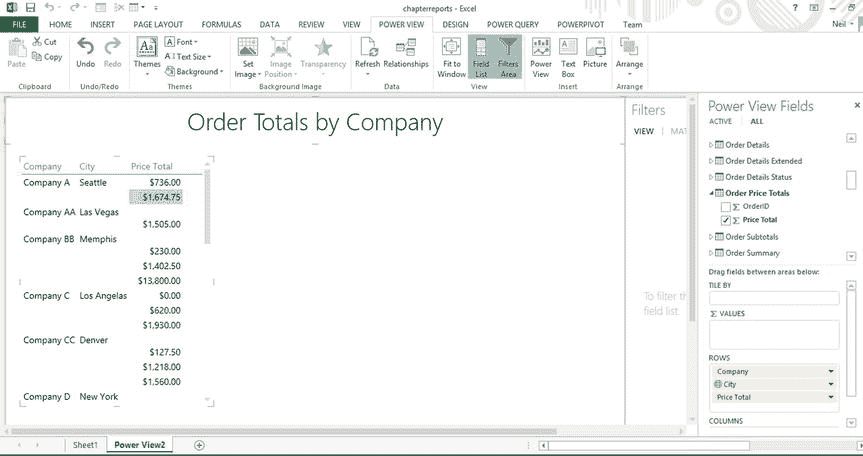 chapterreports - Excel
?
FILE HOME INSERT PAGE LAYOUT FORMULAS DATA REVIEW VIEW POWER VIEW DESIGN POWER QUERY POWERPIVOT Team
Neil
Paste
Cut
Copy
Clipboard
Undo Redo
Undo/Redo
Themes
Font
Text Size
Background
Themes
Set Image
Image Position
Transparency
Background Image
Refresh Relationships
Data
Fit to Window
Field List
Filters Area
View
Power View
Text Box
Picture
Insert
Arrange
Arrange
Order Totals by Company
Company City Price Total
Company A Seattle $736.00
$1,674.75
Company AA Las Vegas
$1,505.00
Company BB Memphis
$230.00
$1,402.50
$13,800.00
Company C Los Angelas $0.00
$620.00
$1,930.00
Company CC Denver
$127.50
$1,218.00
$1,560.00
Company D New York
Filters
VIEW | MAT
To filter th
field list.
Power View Fields
ACTIVE ALL
Order Details
Order Details Extended
Order Details Status
Order Price Totals
Σ OrderID
Σ Price Total
Order Subtotals
Order Summary
Drag fields between areas below:
TILE BY
Σ VALUES
ROWS
Company
City
Price Total
COLUMNS
Sheet1 Power View2